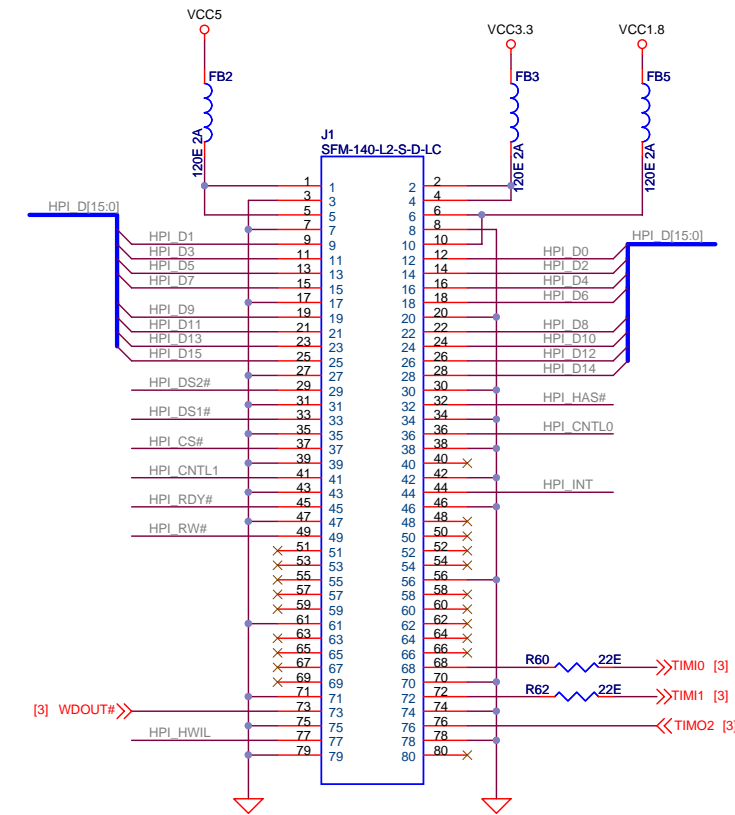 VCC5
VCC3.3
VCC1.8
FB2
120E 2A
FB3
120E 2A
FB5
120E 2A
J1
SFM-140-L2-S-D-LC
1 1 2 2
3 3 4 4
5 5 6 6
HPI_D[15:0]
7 7 8 8
HPI_D1 9 9 10 10
HPI_D[15:0]
HPI_D3 11 11 12 12 HPI_D0
HPI_D5 13 13 14 14 HPI_D2
HPI_D7 15 15 16 16 HPI_D4
17 17 18 18 HPI_D6
HPI_D9 19 19 20 20
HPI_D11 21 21 22 22 HPI_D8
HPI_D13 23 23 24 24 HPI_D10
HPI_D15 25 25 26 26 HPI_D12
27 27 28 28 HPI_D14
HPI_DS2# 29 29 30 30
31 31 32 32 HPI_HAS#
HPI_DS1# 33 33 34 34
35 35 36 36 HPI_CNTL0
HPI_CS# 37 37 38 38
39 39 40 40
HPI_CNTL1 41 41 42 42
43 43 44 44 HPI_INT
HPI_RDY# 45 45 46 46
47 47 48 48
HPI_RW# 49 49 50 50
51 51 52 52
53 53 54 54
55 55 56 56
57 57 58 58
59 59 60 60
61 61 62 62
63 63 64 64
65 65 66 66
67 67 68 68 R60 22E TIMI0 [3]
69 69 70 70
71 71 72 72 R62 22E TIMI1 [3]
[3] WDOUT# 73 73 74 74
75 75 76 76 TIMO2 [3]
HPI_HWIL 77 77 78 78
79 79 80 80